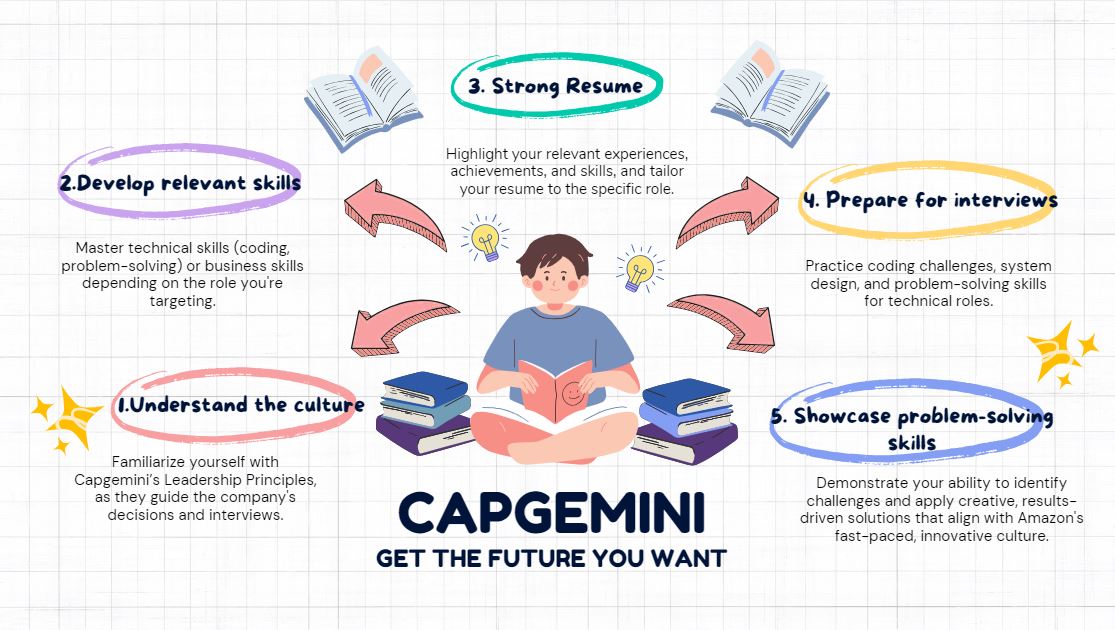 3. Strong Resume
Highlight your relevant experiences,
achievements, and skills, and tailor
your resume to the specific role.
2.Develop relevant skills
Master technical skills (coding,
problem-solving) or business skills
depending on the role you're
targeting.
4. Prepare for interviews
Practice coding challenges, system
design, and problem-solving skills
for technical roles.
1.Understand the culture
Familiarize yourself with
Capgemini's Leadership Principles,
as they guide the company's
decisions and interviews.
5. Showcase problem-solving
skills
Demonstrate your ability to identify
challenges and apply creative, results-
driven solutions that align with Amazon's
fast-paced, innovative culture.
CAPGEMINI
GET THE FUTURE YOU WANT